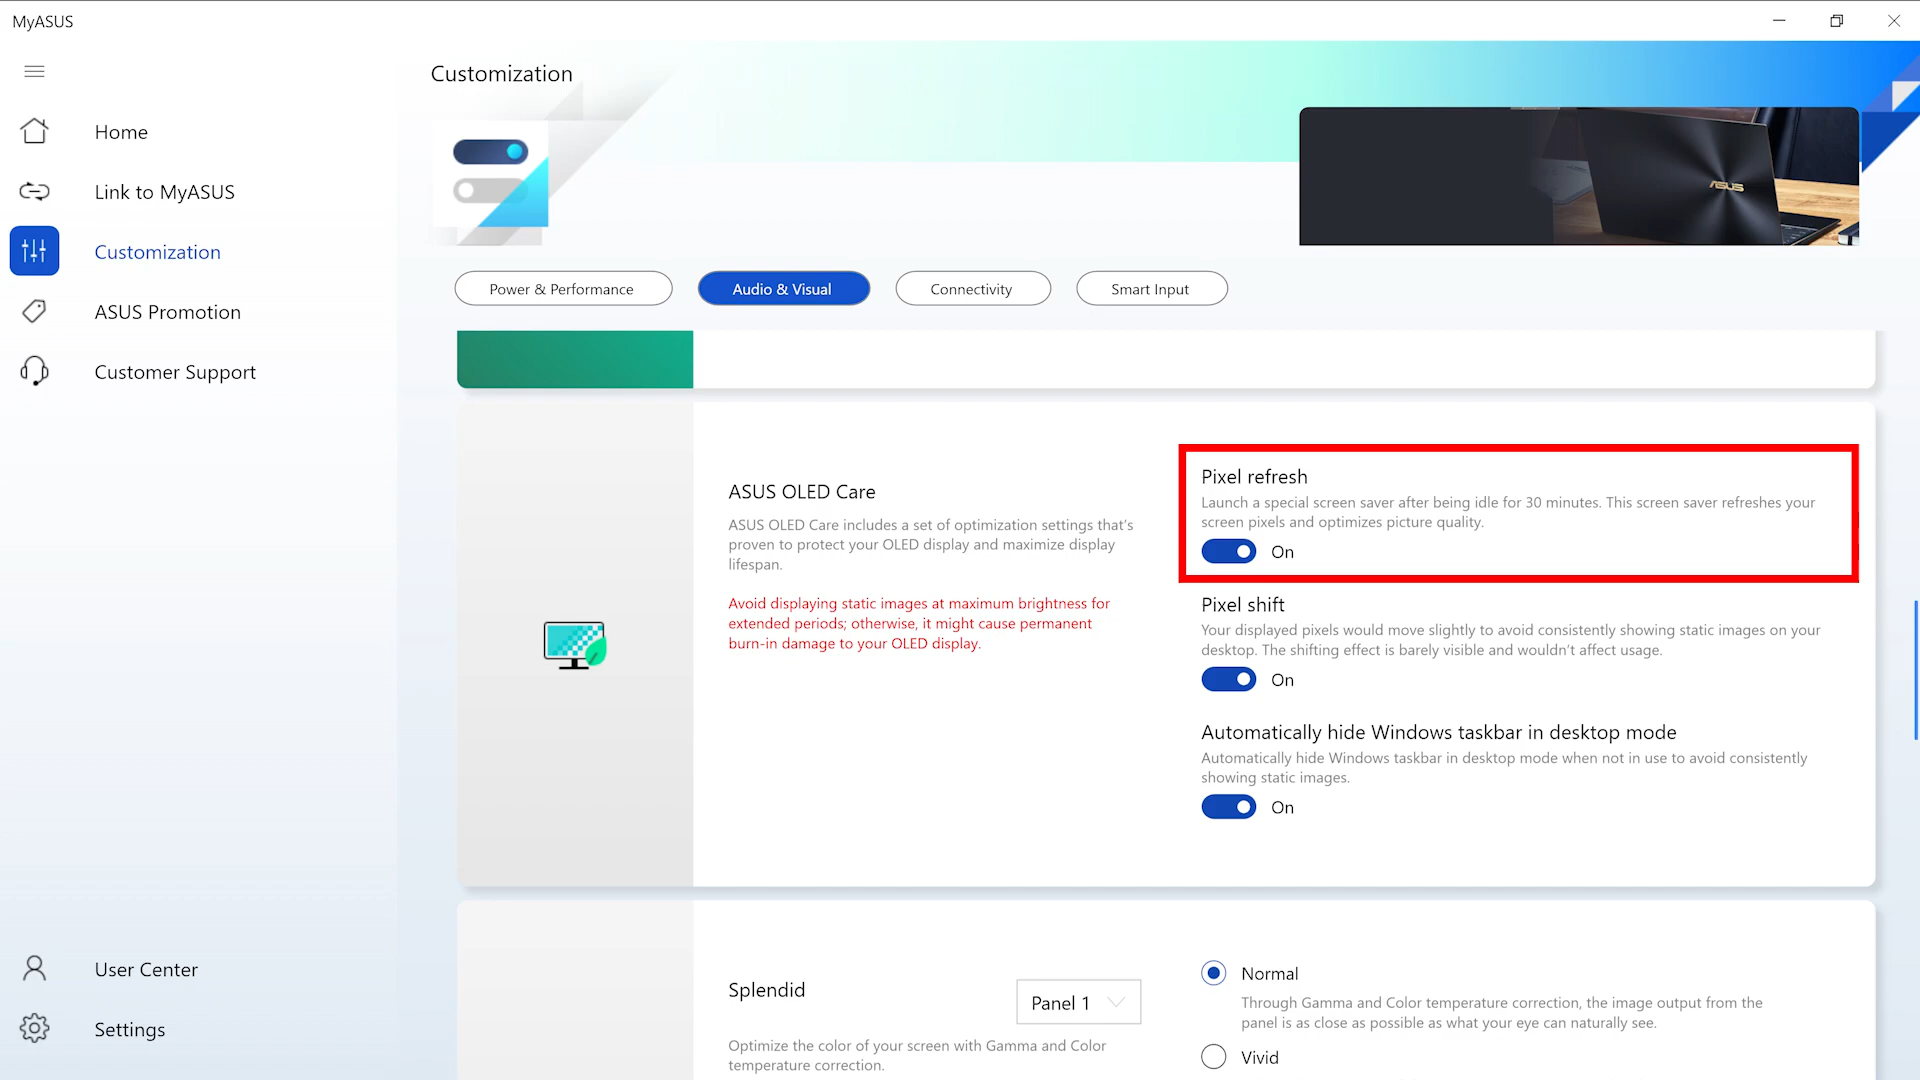 MyASUS
Customization
Home
Link to MyASUS
Customization
ASUS Promotion
Customer Support
ASUS
Power & Performance
Audio & Visual
Connectivity
Smart Input
ASUS OLED Care
ASUS OLED Care includes a set of optimization settings that's
proven to protect your OLED display and maximize display
lifespan.
Avoid displaying static images at maximum brightness for
extended periods; otherwise, it might cause permanent
burn-in damage to your OLED display.
Pixel refresh
Launch a special screen saver after being idle for 30 minutes. This screen saver refreshes your
screen pixels and optimizes picture quality.
On
Pixel shift
Your displayed pixels would move slightly to avoid consistently showing static images on your
desktop. The shifting effect is barely visible and wouldn't affect usage.
On
Automatically hide Windows taskbar in desktop mode
Automatically hide Windows taskbar in desktop mode when not in use to avoid consistently
showing static images.
On
Splendid
Panel 1
Optimize the color of your screen with Gamma and Color
temperature correction.
Normal
Through Gamma and Color temperature correction, the image output from the
panel is as close as possible as what your eye can naturally see.
Vivid
User Center
Settings